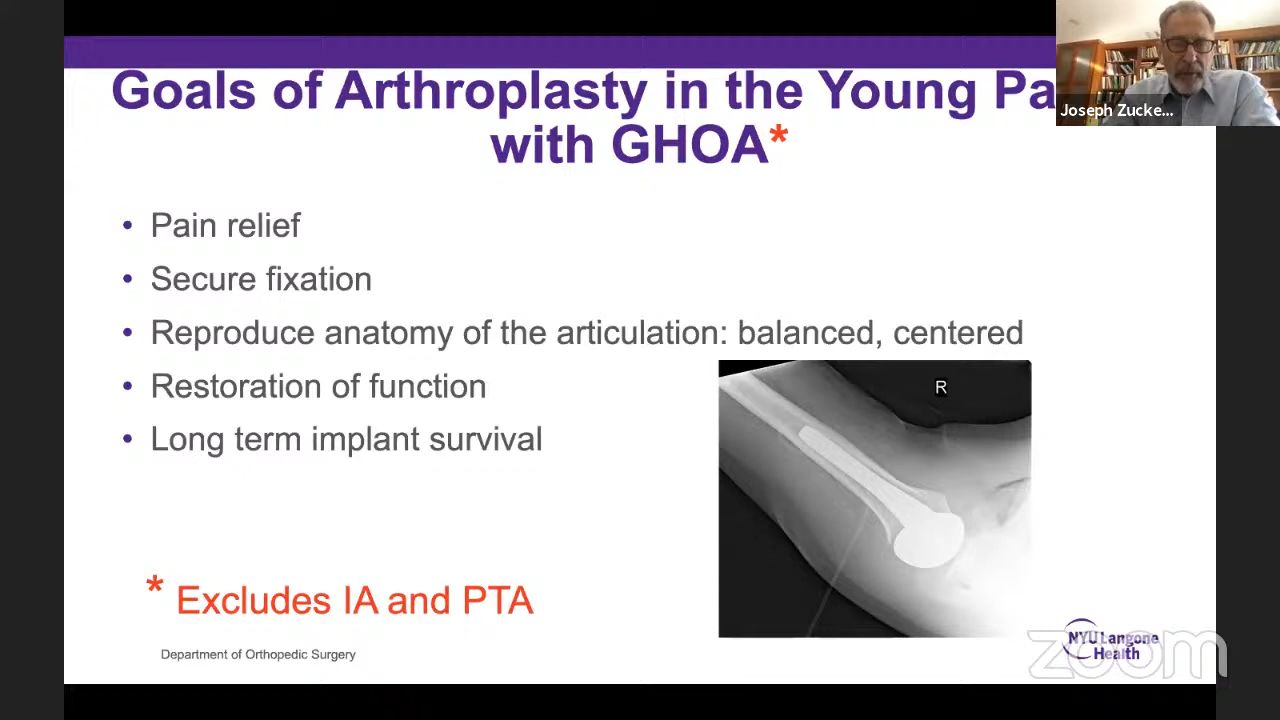 Goals of Arthroplasty in the Young Pa
with GHOA*
Joseph Zucke...
• Pain relief
• Secure fixation
• Reproduce anatomy of the articulation: balanced, centered
• Restoration of function
• Long term implant survival
R
* Excludes IA and PTA
Department of Orthopedic Surgery
NYU Langone
Health
zoom